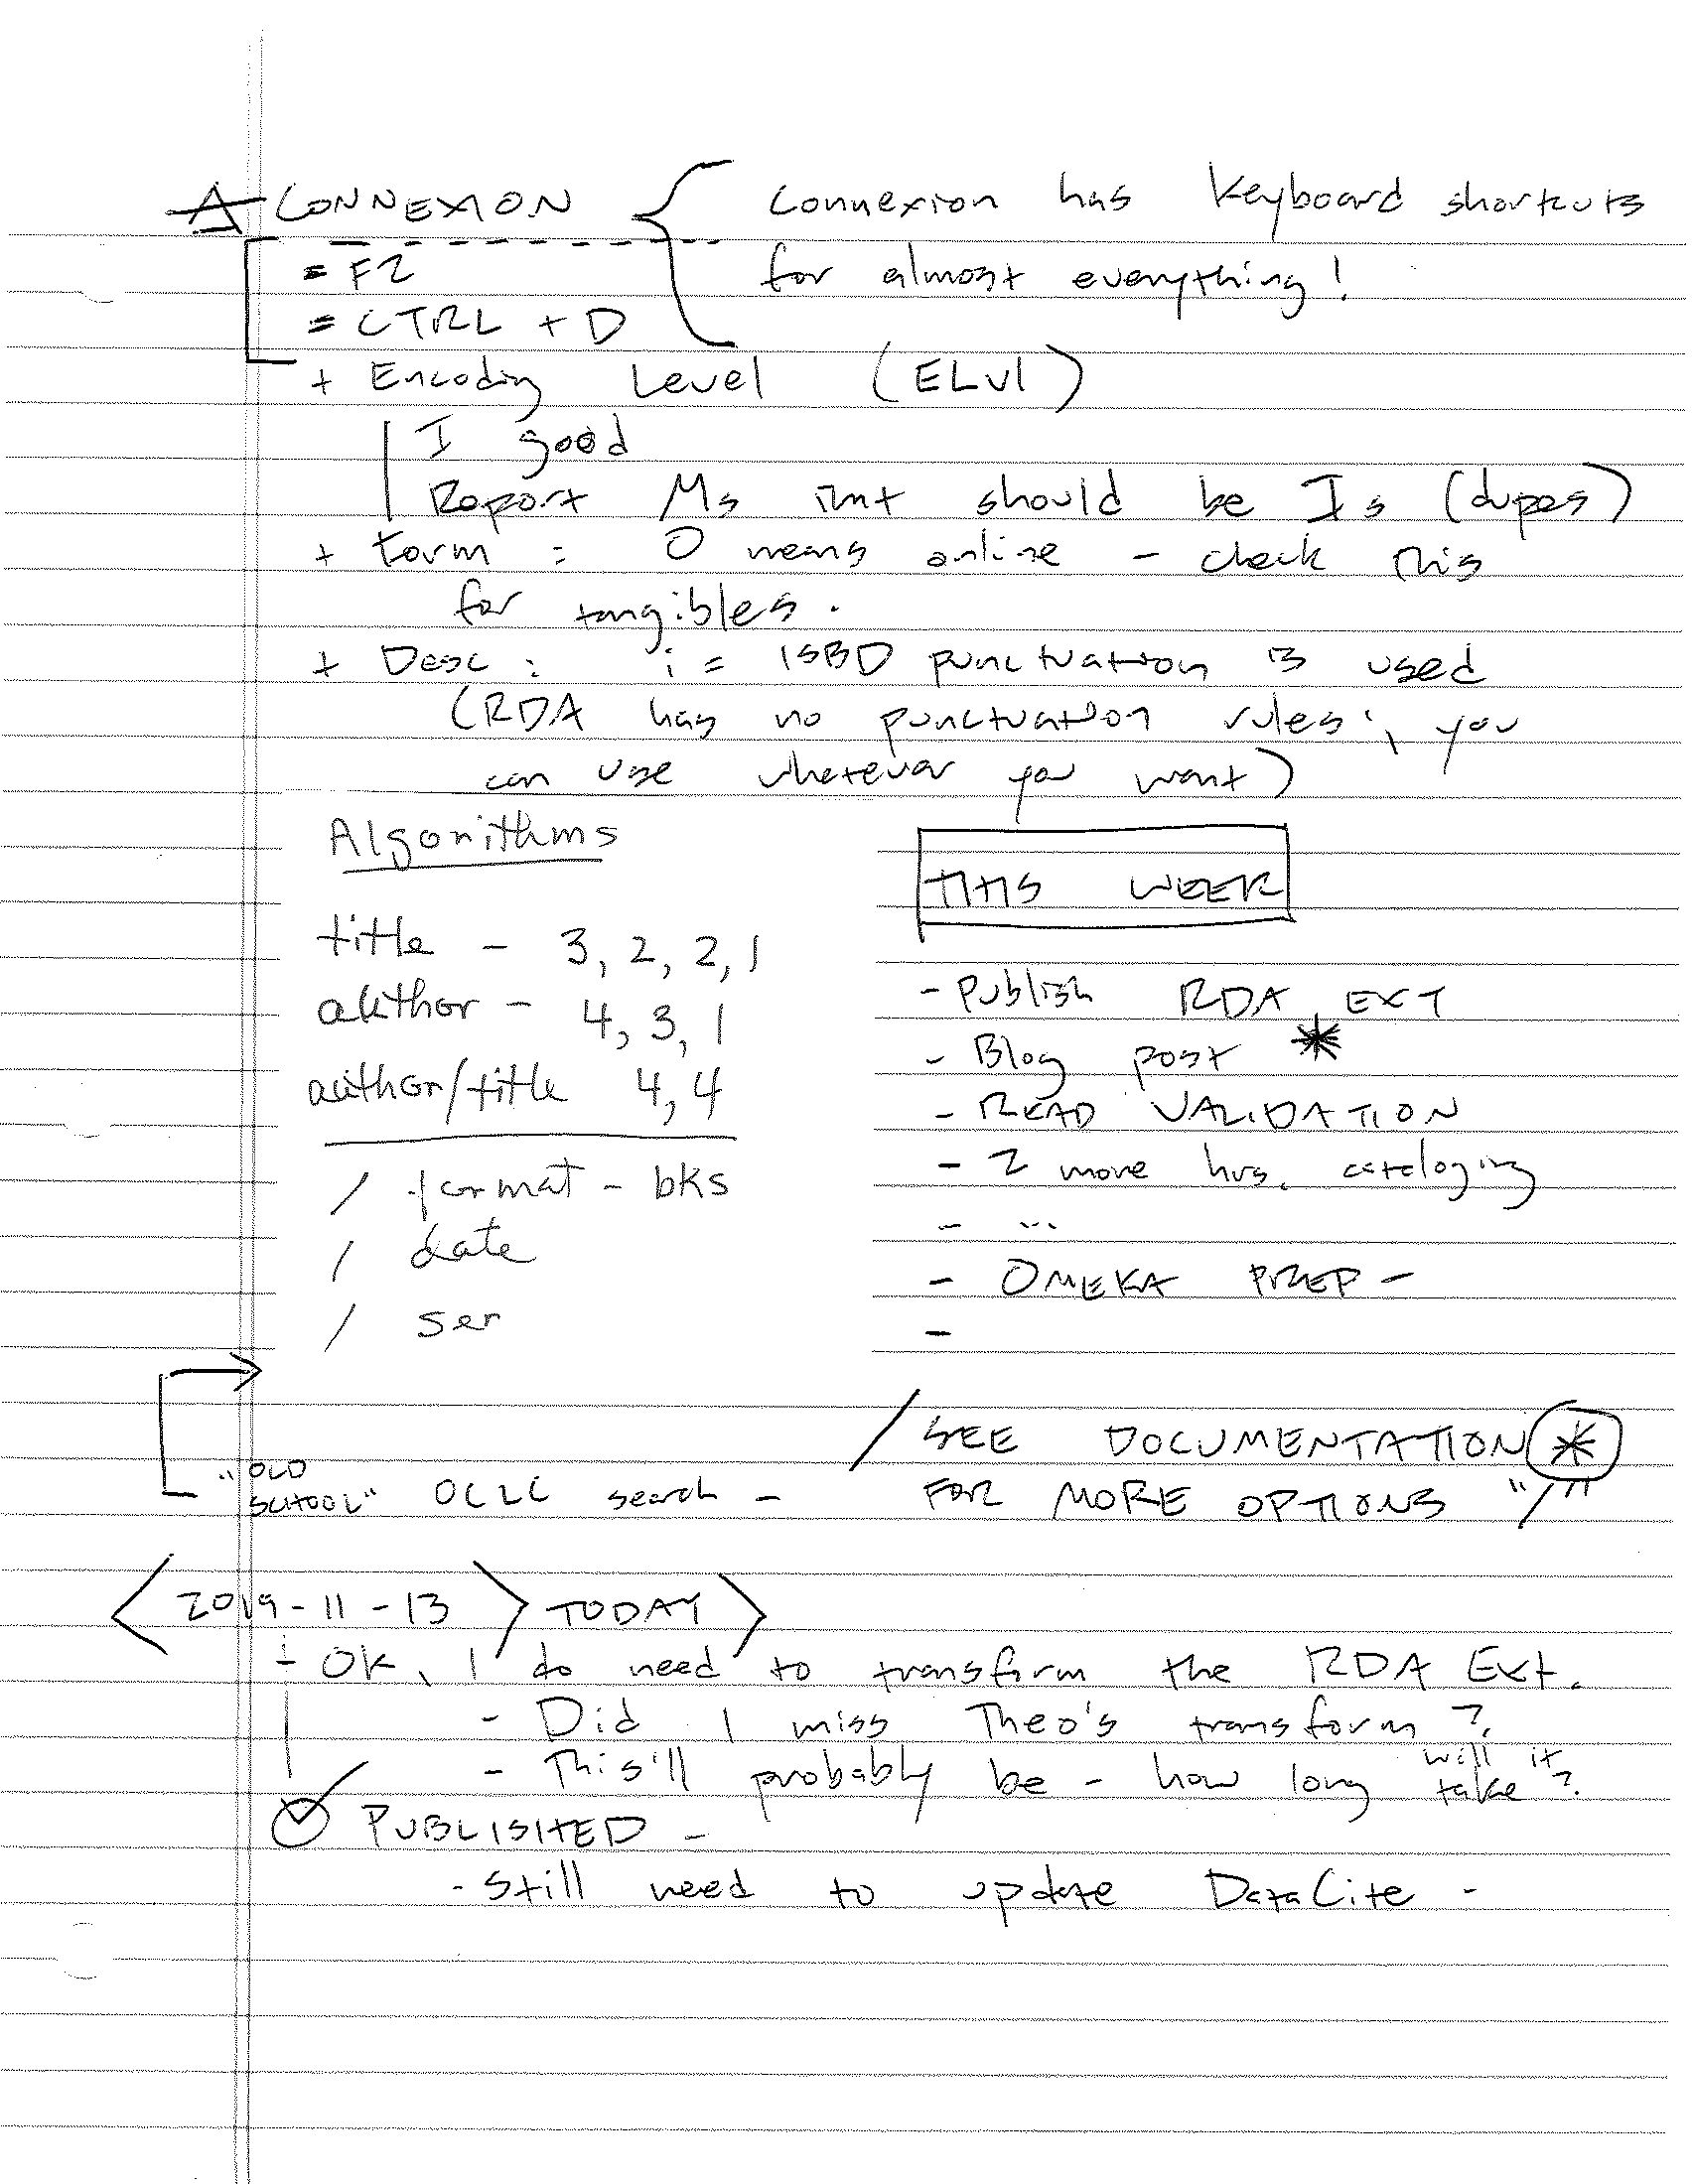 A CONNEXION
Connexion has keyboard shortcuts
for almost everything!
= F2
= CTRL + D
+ Encoding Level (ELvl)
I good
Report Ms that should be Is (dupes)
+ Form : O means online - check this
for tangibles.
+ Desc : i = ISBD punctuation is used
(RDA has no punctuation rules; you
can use whatever you want)
Algorithms
title - 3, 2, 2, 1
author - 4, 3, 1
author/title 4, 4
/ format - bks
/ date
/ ser
THIS WEEK
- Publish RDA EXT
- Blog post *
- READ VALIDATION
- 2 more hrs. cataloging
- ...
- OMEKA PREP -
-
"OLD
SCHOOL" OCLC search -
/ SEE DOCUMENTATION *
FOR MORE OPTIONS "/"
<2019-11-13> TODAY>
- OK, I do need to transform the RDA Ext.
- Did I miss Theo's transform?
- This'll probably be - how long will it take?
✓ PUBLISHED -
- Still need to update DataCite -